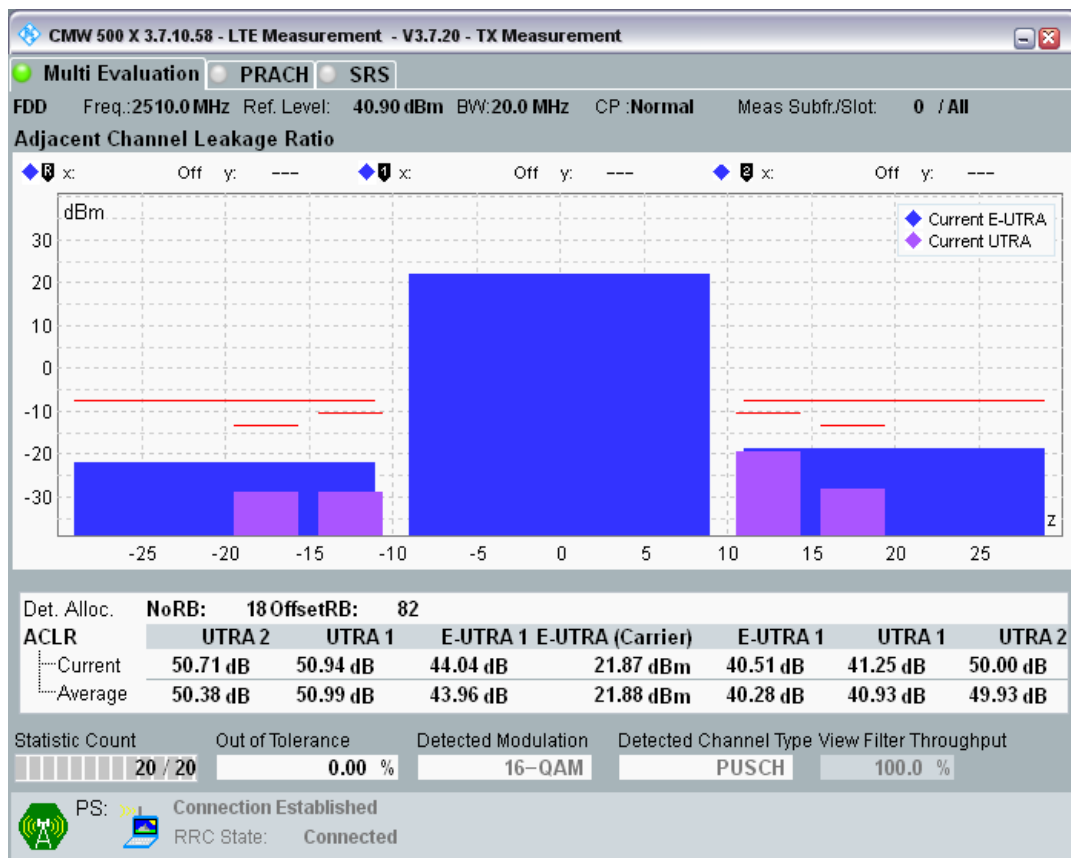 CMW 500 X 3.7.10.58 - LTE Measurement - V3.7.20 - TX Measurement
Multi Evaluation PRACH SRS
FDD Freq.:2510.0 MHz Ref. Level: 40.90 dBm BW:20.0 MHz CP :Normal Meas Subfr./Slot: 0 / All
Adjacent Channel Leakage Ratio
R x: Off y: --- 1 x: Off y: --- 2 x: Off y: ---
dBm
Current E-UTRA
Current UTRA
30
20
10
0
-10
-20
-30
z
-25 -20 -15 -10 -5 0 5 10 15 20 25
Det. Alloc. NoRB: 18 OffsetRB: 82
ACLR UTRA 2 UTRA 1 E-UTRA 1 E-UTRA (Carrier) E-UTRA 1 UTRA 1 UTRA 2
Current 50.71 dB 50.94 dB 44.04 dB 21.87 dBm 40.51 dB 41.25 dB 50.00 dB
Average 50.38 dB 50.99 dB 43.96 dB 21.88 dBm 40.28 dB 40.93 dB 49.93 dB
Statistic Count Out of Tolerance Detected Modulation Detected Channel Type View Filter Throughput
20 / 20 0.00 % 16-QAM PUSCH 100.0 %
PS: Connection Established
RRC State: Connected